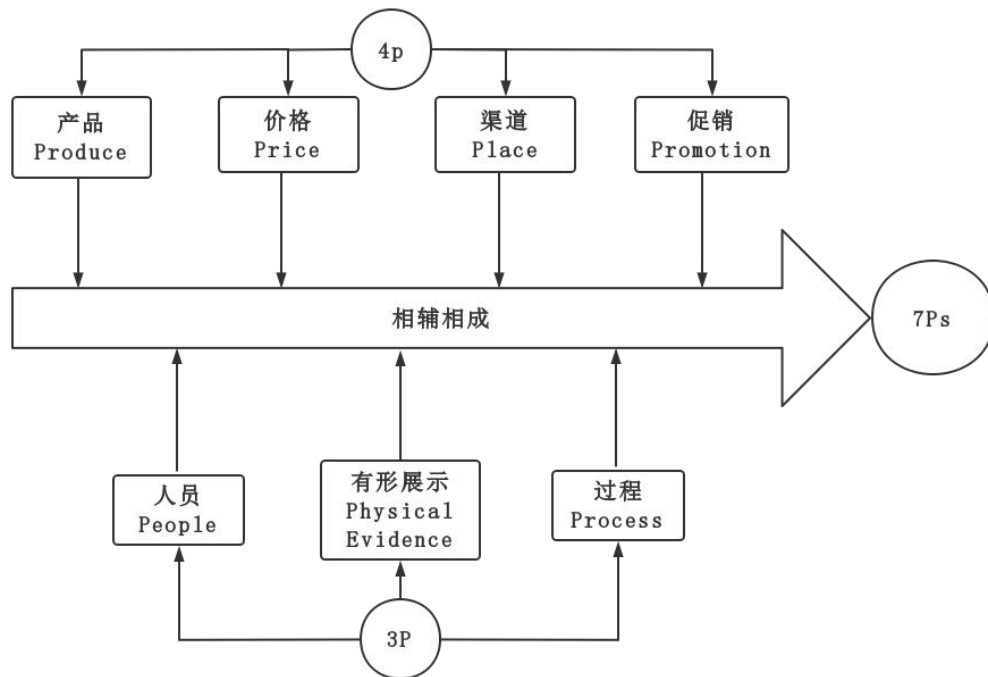 4p
产品
Produce
价格
Price
渠道
Place
促销
Promotion
相辅相成
7Ps
人员
People
有形展示
Physical
Evidence
过程
Process
3P